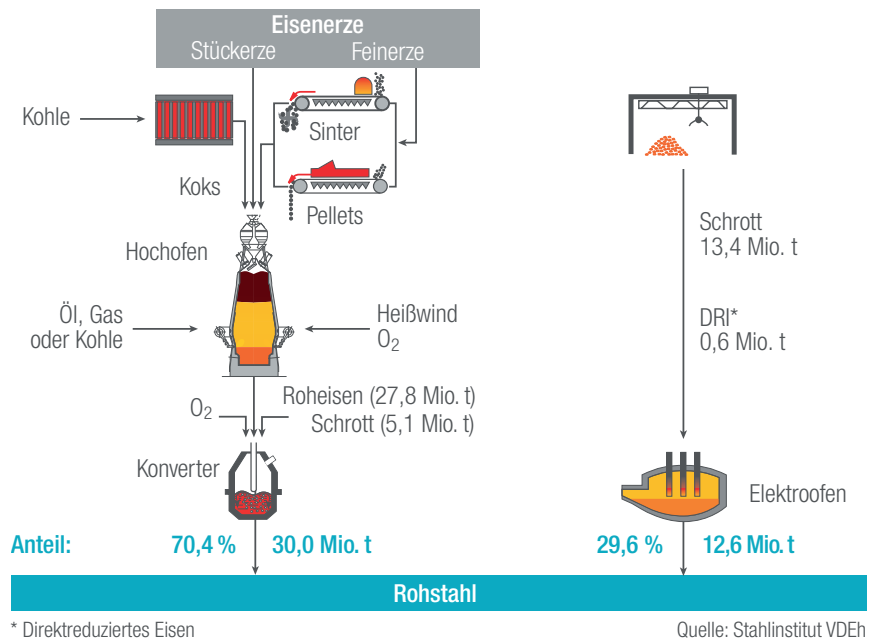 Eisenerze
Stückerze
Feinerze
Kohle
Sinter
Koks
Pellets
Hochofen
Öl, Gas
oder Kohle
Heißwind
O₂
Roheisen (27,8 Mio. t)
O₂
Schrott (5,1 Mio. t)
Konverter
Schrott
13,4 Mio. t
DRI*
0,6 Mio. t
Elektroofen
Anteil: 70,4 % 30,0 Mio. t 29,6 % 12,6 Mio. t
Rohstahl
* Direktreduziertes Eisen
Quelle: Stahlinstitut VDEh